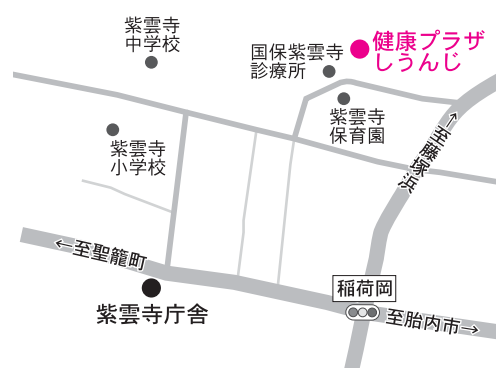 紫雲寺
中学校
国保紫雲寺
診療所
健康プラザ
しうんじ
紫雲寺
保育園
紫雲寺
小学校
↑至藤塚浜
←至聖籠町
紫雲寺庁舎
稲荷岡
至胎内市→